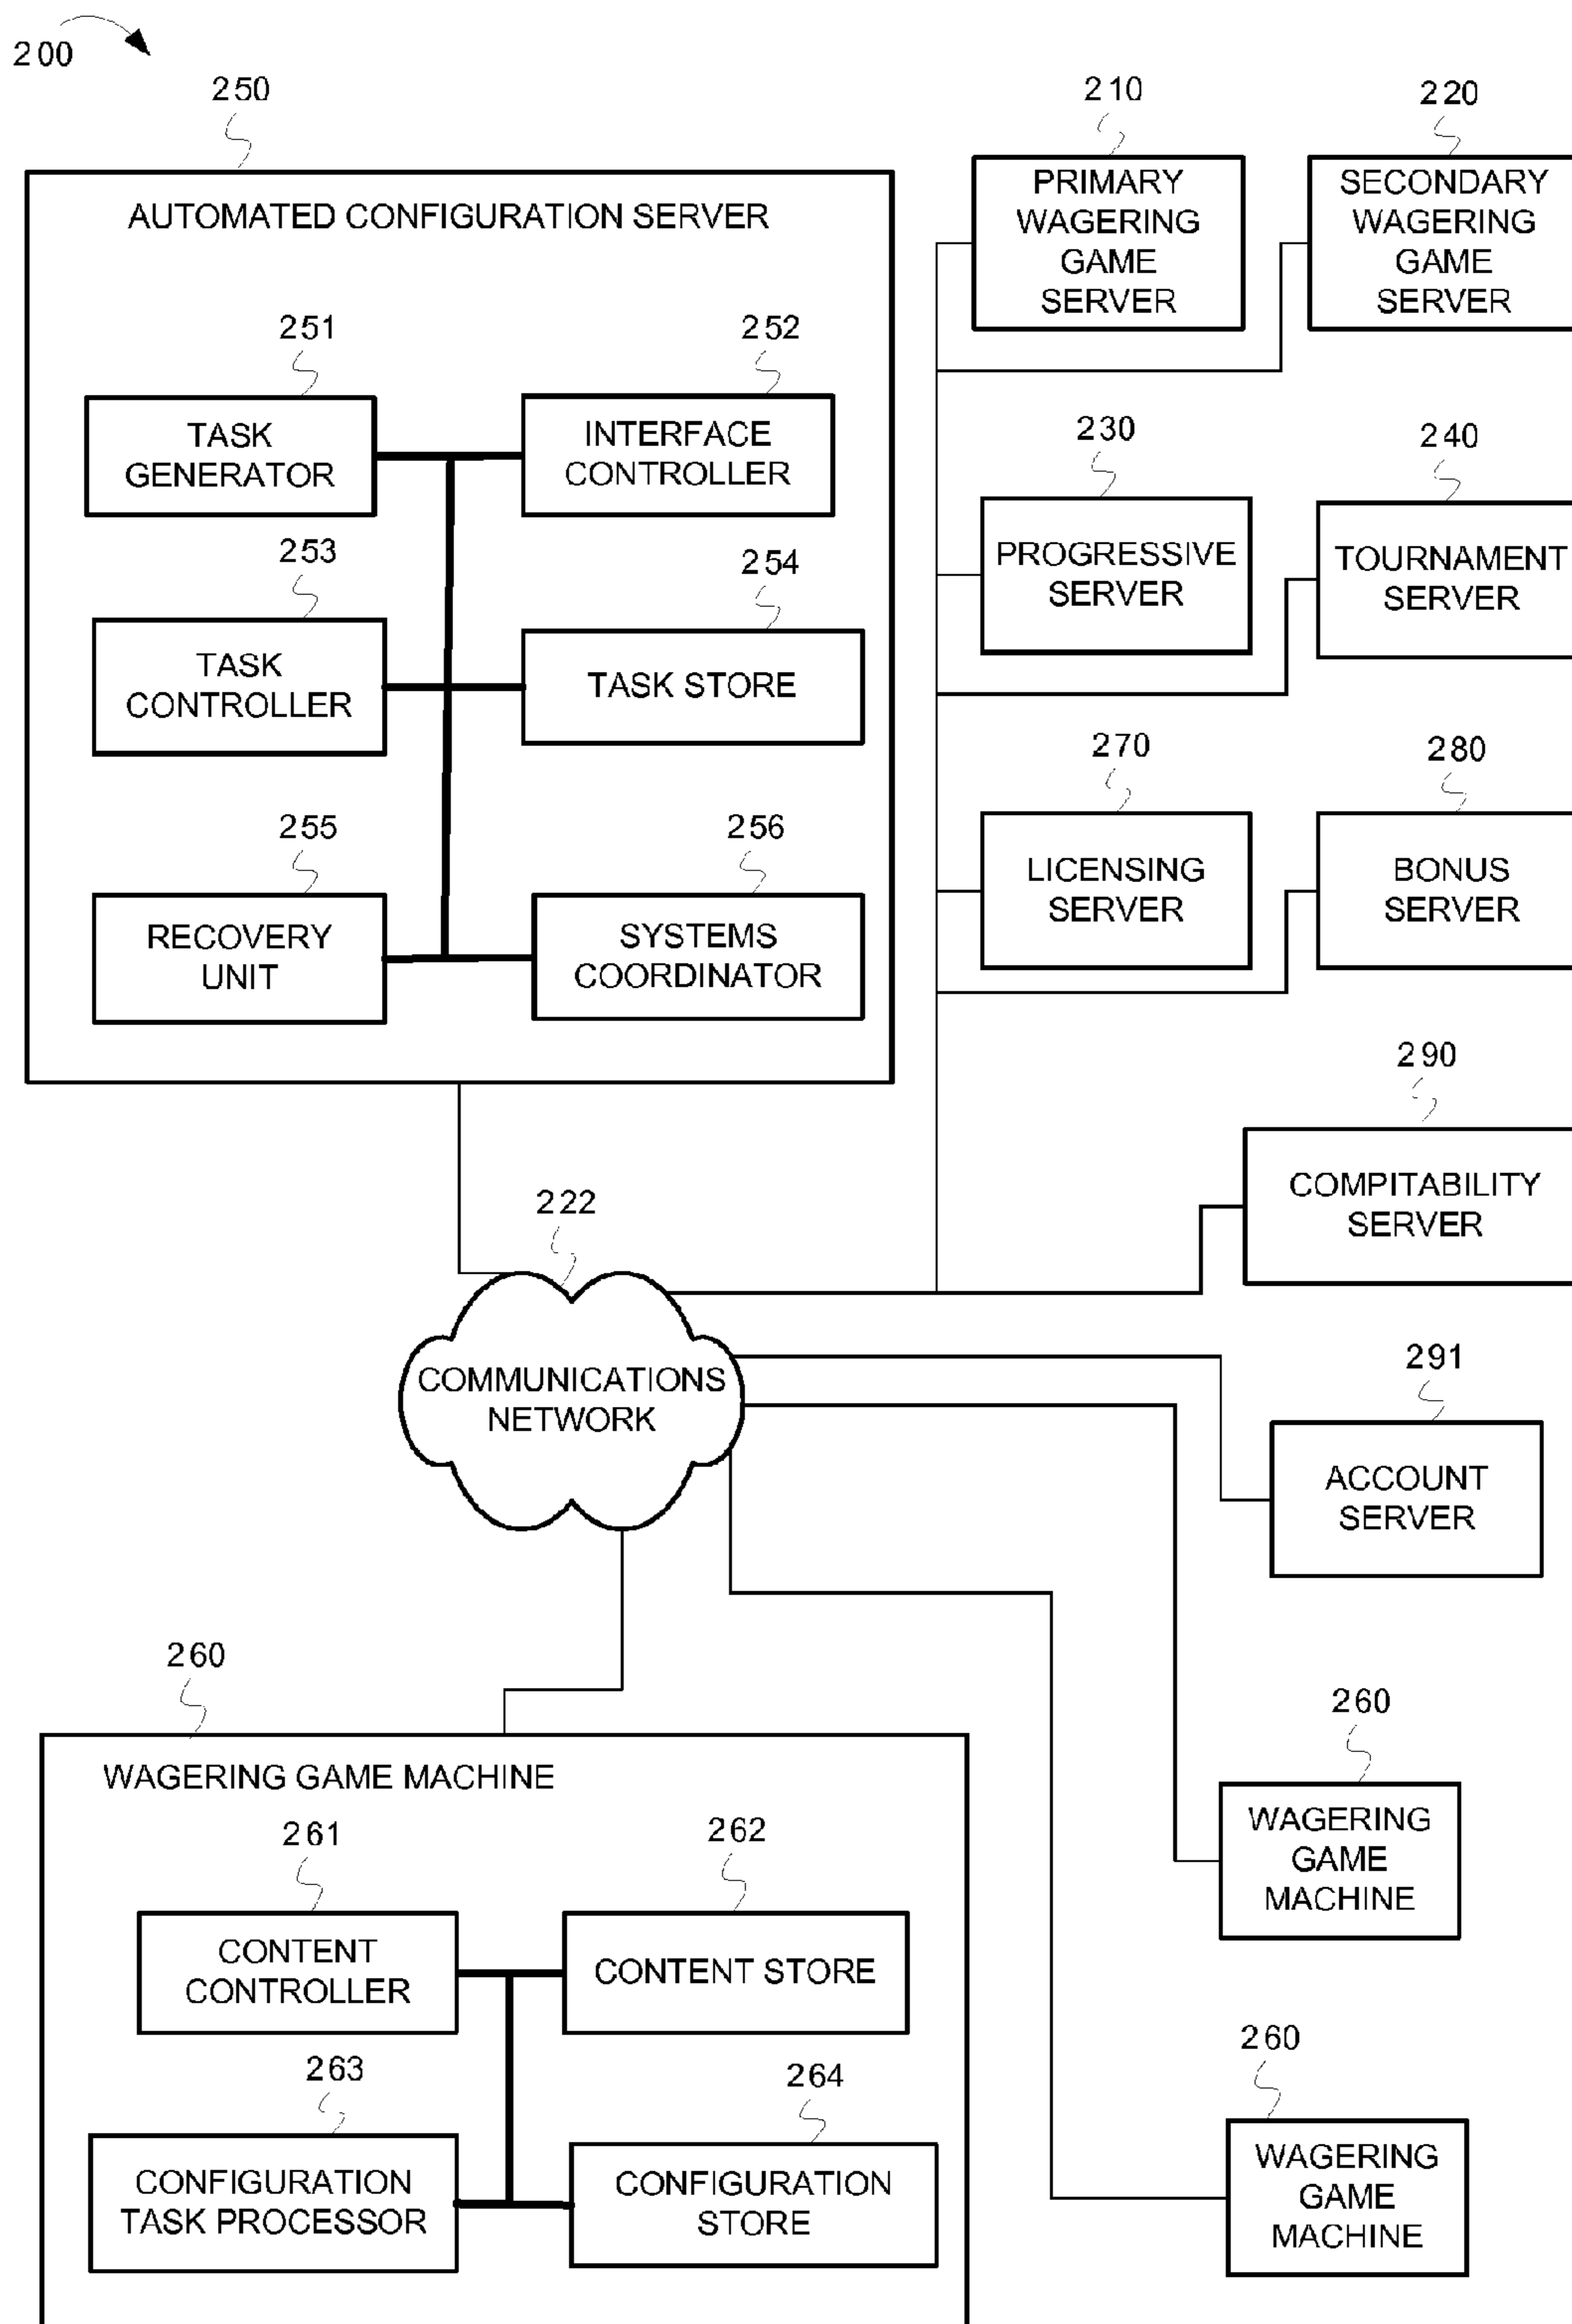 200
250
AUTOMATED CONFIGURATION SERVER
251
TASK
GENERATOR
252
INTERFACE
CONTROLLER
253
TASK
CONTROLLER
254
TASK STORE
255
RECOVERY
UNIT
256
SYSTEMS
COORDINATOR
210
PRIMARY
WAGERING
GAME
SERVER
220
SECONDARY
WAGERING
GAME
SERVER
230
PROGRESSIVE
SERVER
240
TOURNAMENT
SERVER
270
LICENSING
SERVER
280
BONUS
SERVER
290
COMPITABILITY
SERVER
222
COMMUNICATIONS
NETWORK
291
ACCOUNT
SERVER
260
WAGERING GAME MACHINE
261
CONTENT
CONTROLLER
262
CONTENT STORE
263
CONFIGURATION
TASK PROCESSOR
264
CONFIGURATION
STORE
260
WAGERING
GAME
MACHINE
260
WAGERING
GAME
MACHINE